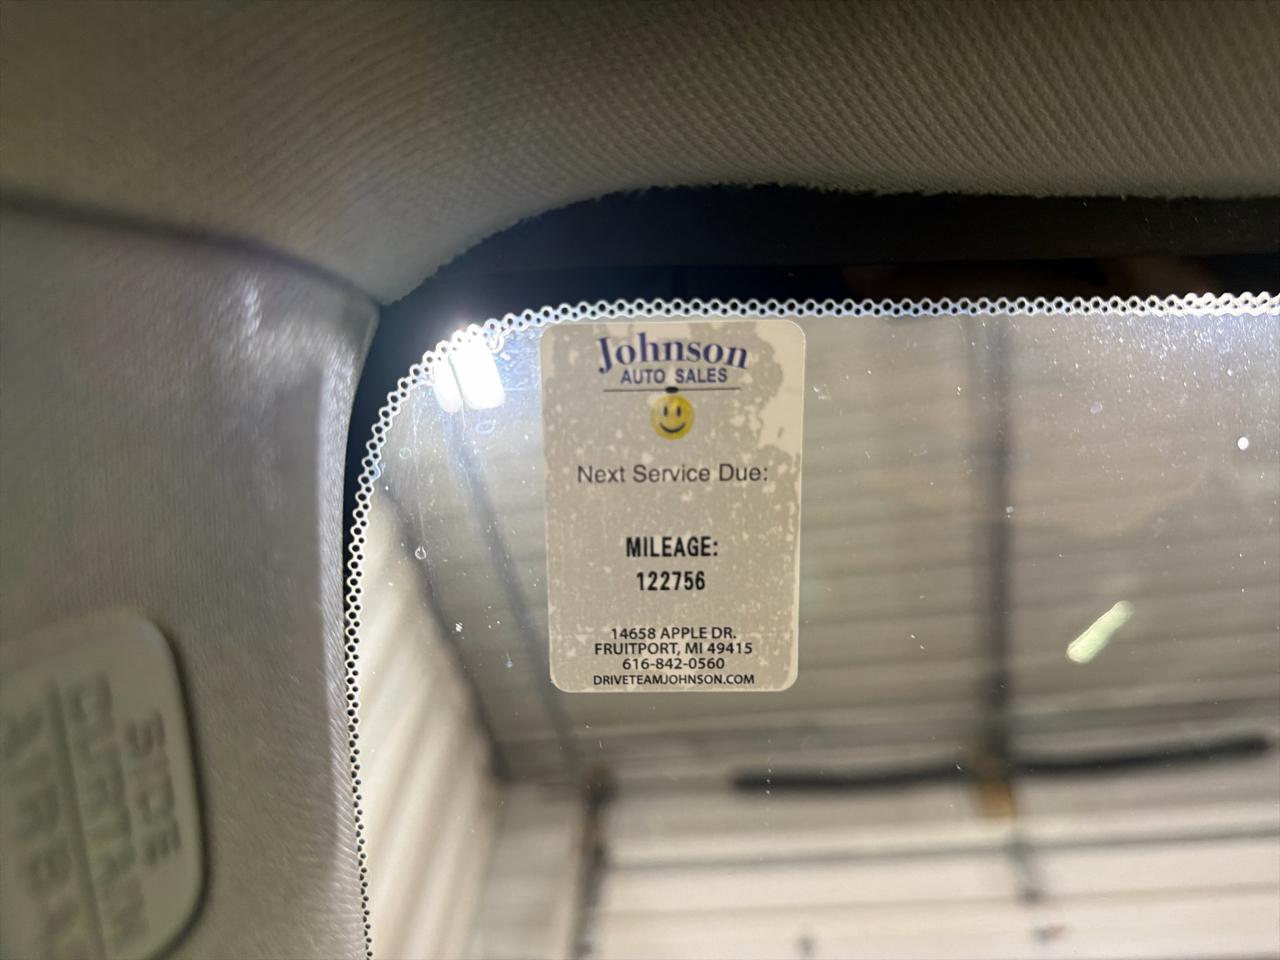 Johnson
AUTO SALES
Next Service Due:
MILEAGE:
122756
14658 APPLE DR.
FRUITPORT, MI 49415
616-842-0560
DRIVETEAMJOHNSON.COM
SIDE
CURTAIN
AIRBAG